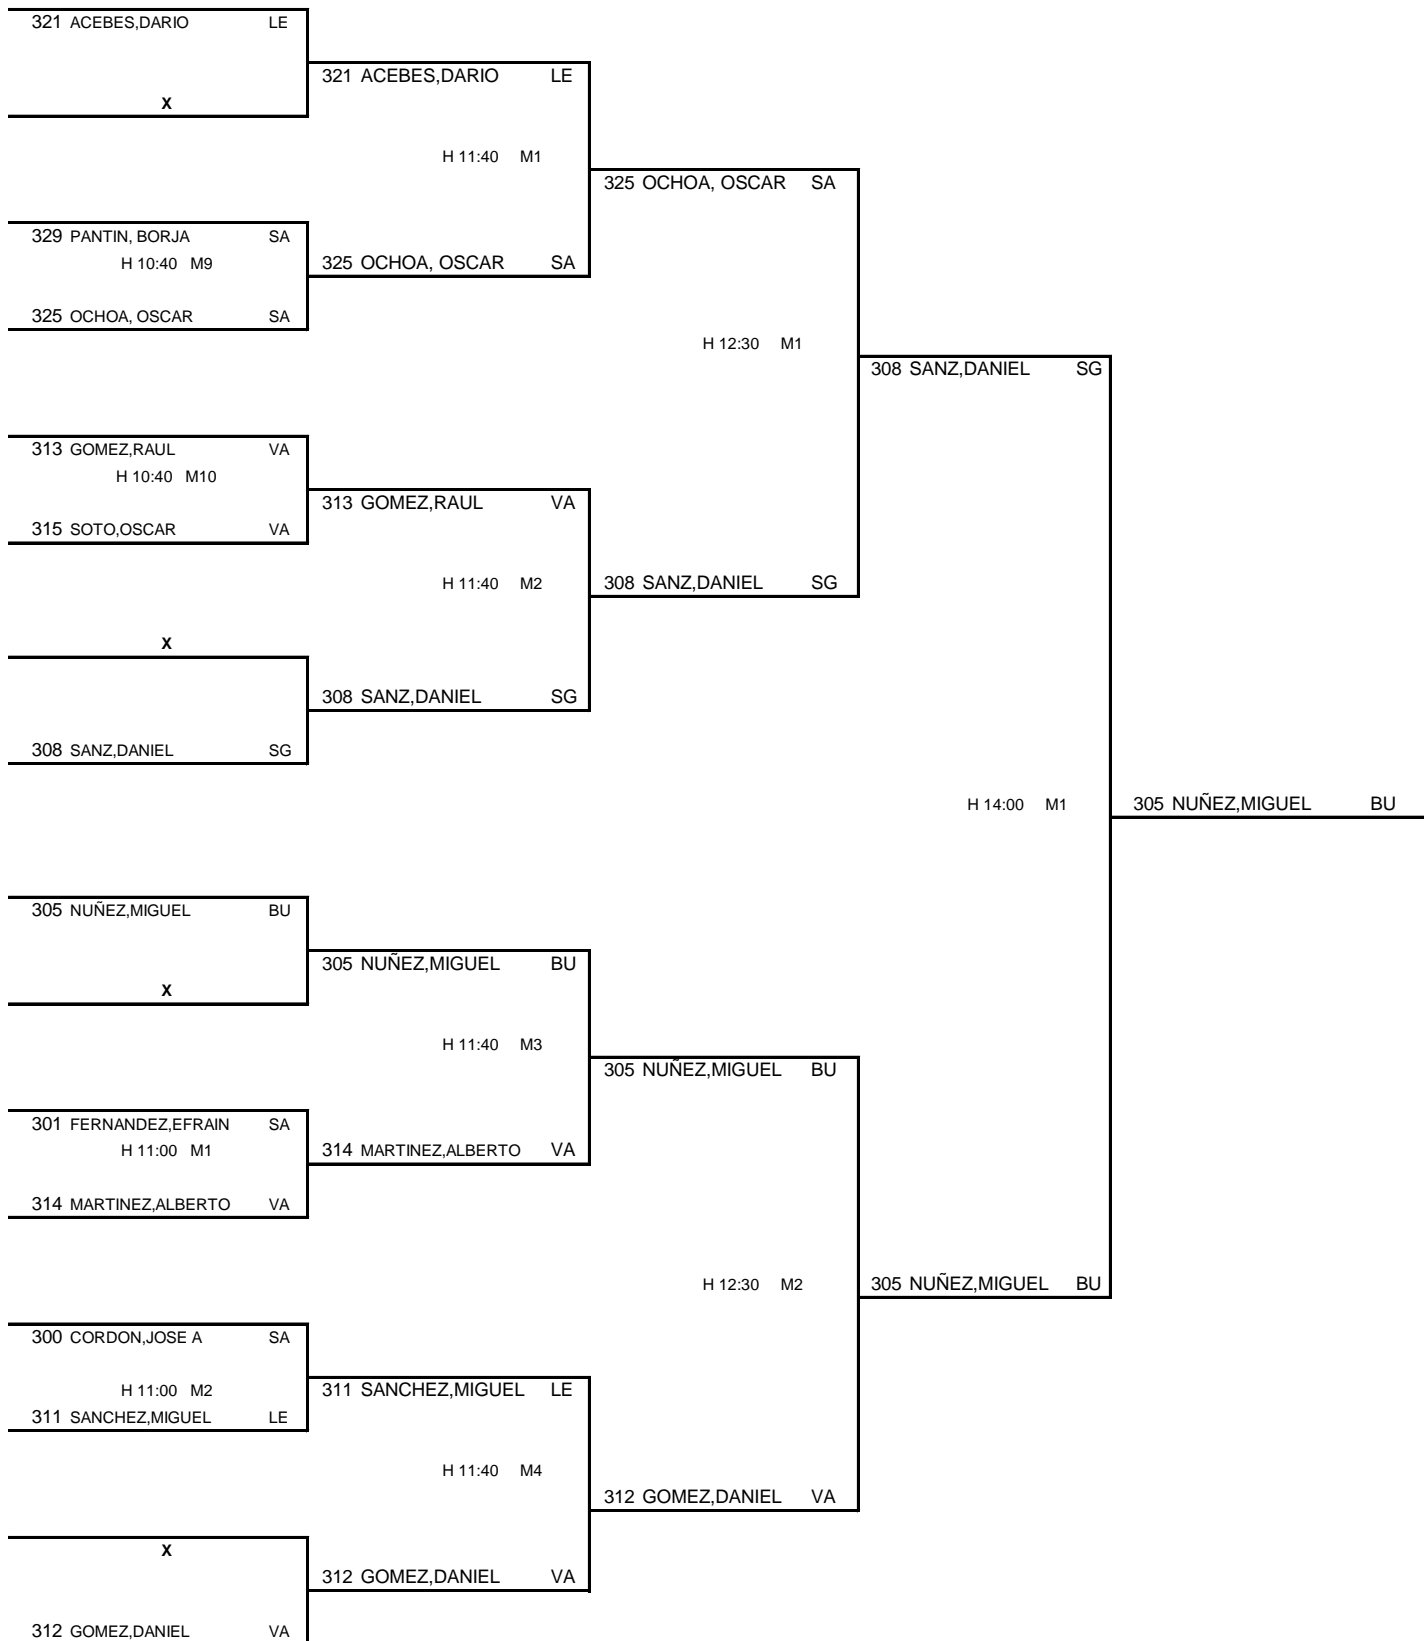 321 ACEBES,DARIO LE
321 ACEBES,DARIO LE
X
H 11:40 M1
325 OCHOA, OSCAR SA
329 PANTIN, BORJA SA
H 10:40 M9
325 OCHOA, OSCAR SA
325 OCHOA, OSCAR SA
H 12:30 M1
308 SANZ,DANIEL SG
313 GOMEZ,RAUL VA
H 10:40 M10
313 GOMEZ,RAUL VA
315 SOTO,OSCAR VA
H 11:40 M2
308 SANZ,DANIEL SG
X
308 SANZ,DANIEL SG
308 SANZ,DANIEL SG
H 14:00 M1
305 NUÑEZ,MIGUEL BU
305 NUÑEZ,MIGUEL BU
305 NUÑEZ,MIGUEL BU
X
H 11:40 M3
305 NUÑEZ,MIGUEL BU
301 FERNANDEZ,EFRAIN SA
H 11:00 M1
314 MARTINEZ,ALBERTO VA
314 MARTINEZ,ALBERTO VA
H 12:30 M2
305 NUÑEZ,MIGUEL BU
300 CORDON,JOSE A SA
H 11:00 M2
311 SANCHEZ,MIGUEL LE
311 SANCHEZ,MIGUEL LE
H 11:40 M4
312 GOMEZ,DANIEL VA
X
312 GOMEZ,DANIEL VA
312 GOMEZ,DANIEL VA